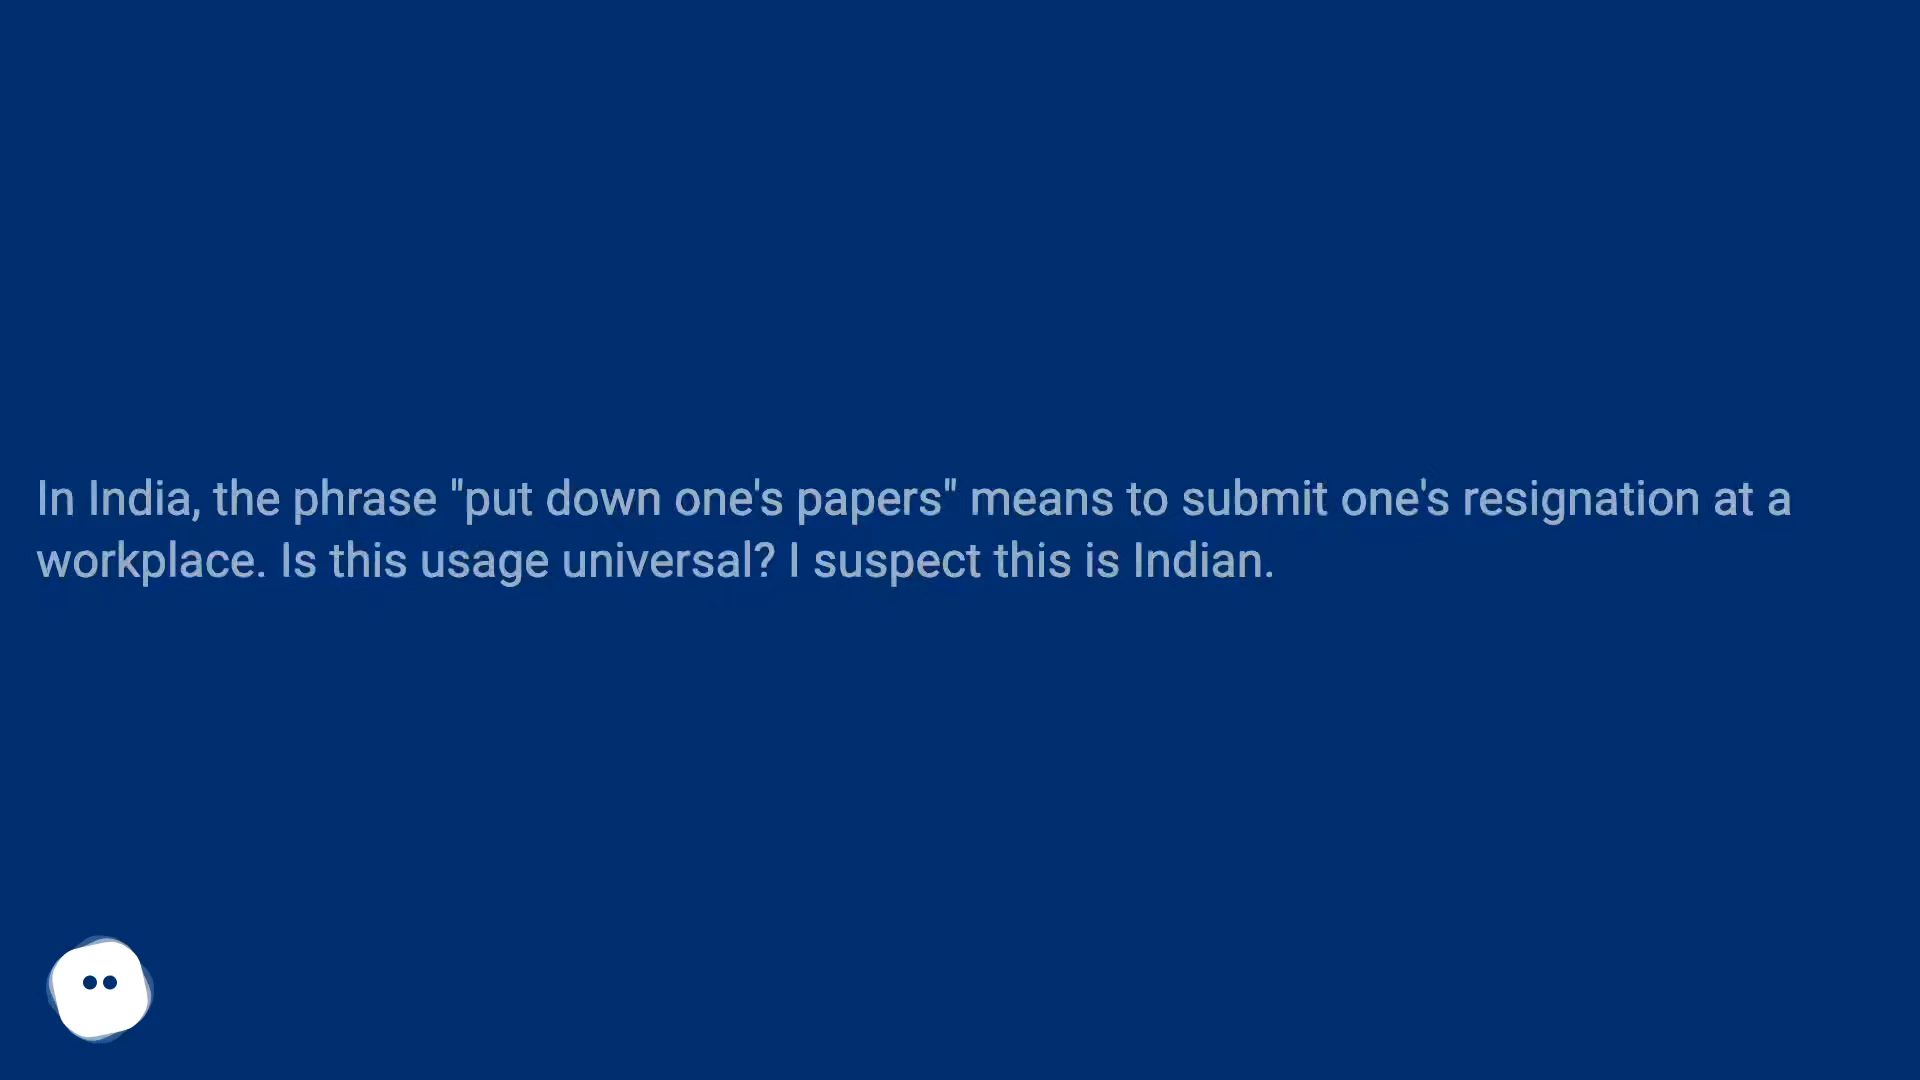 In India, the phrase "put down one's papers" means to submit one's resignation at a
workplace. Is this usage universal? I suspect this is Indian.